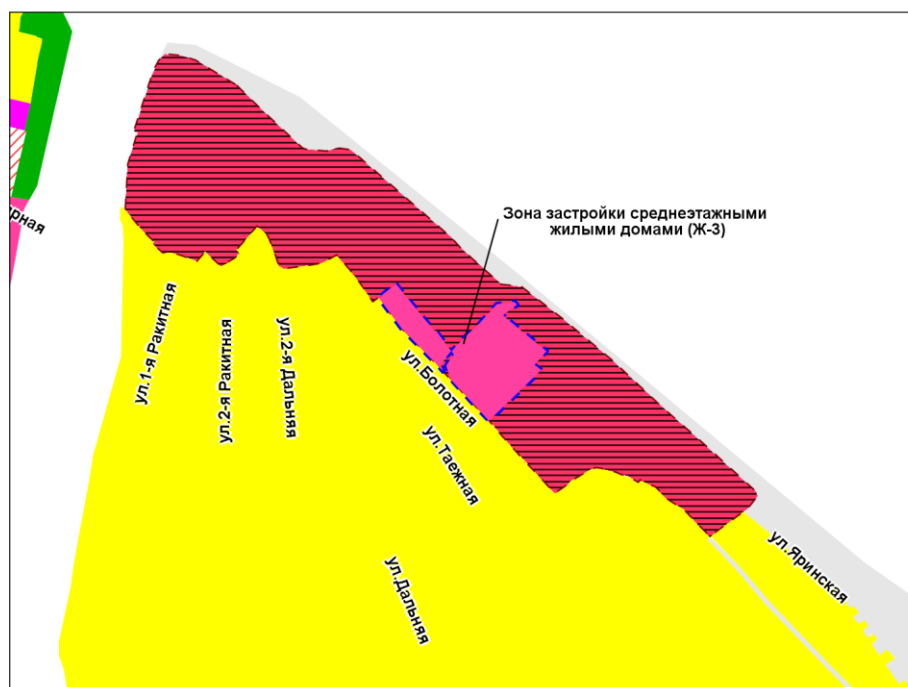 Зона застройки среднеэтажными
жилыми домами (Ж-3)
ул.1-я Ракитная
ул.2-я Ракитная
ул.2-я Дальняя
ул.Болотная
ул.Таежная
ул.Дальняя
ул.Яринская